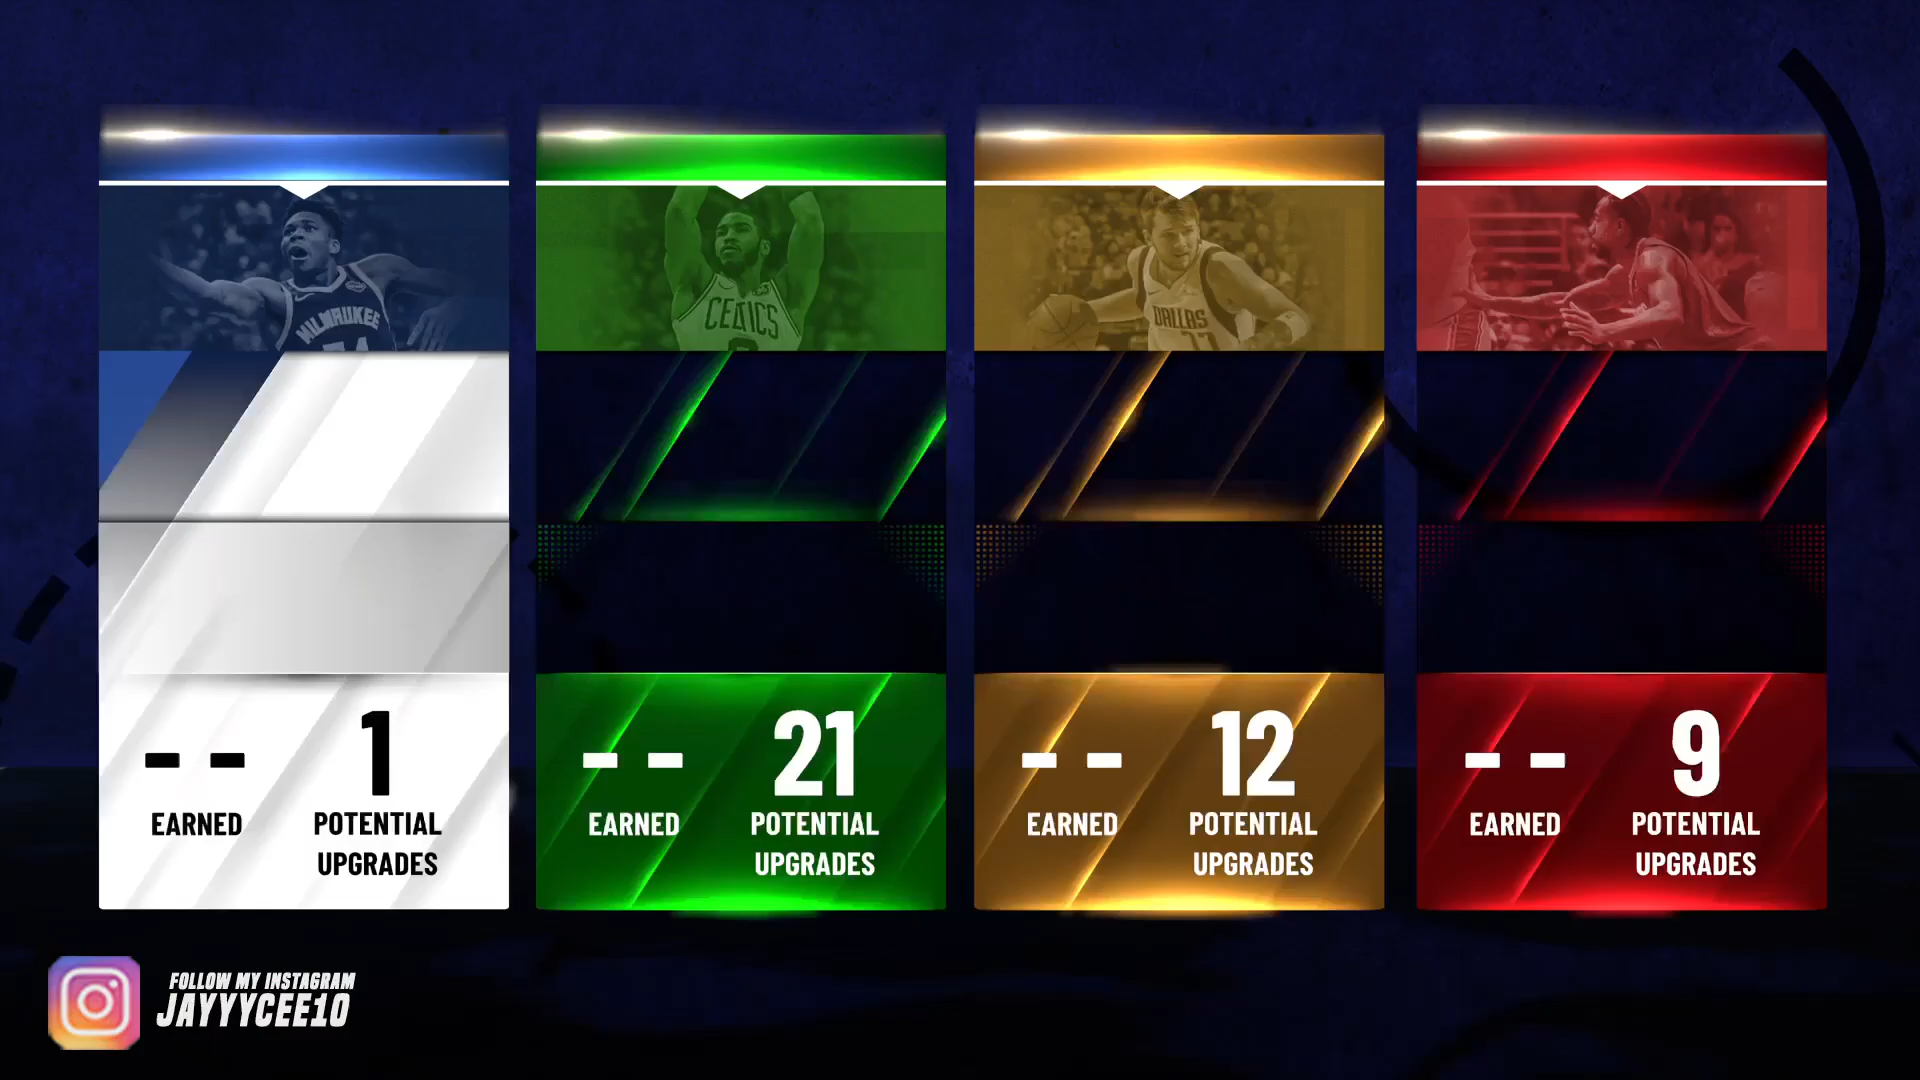 MILWAUKEE
CELTICS
DALLAS
- -
EARNED
1
POTENTIAL
UPGRADES
- -
EARNED
21
POTENTIAL
UPGRADES
- -
EARNED
12
POTENTIAL
UPGRADES
- -
EARNED
9
POTENTIAL
UPGRADES
FOLLOW MY INSTAGRAM
JAYYYCEE10